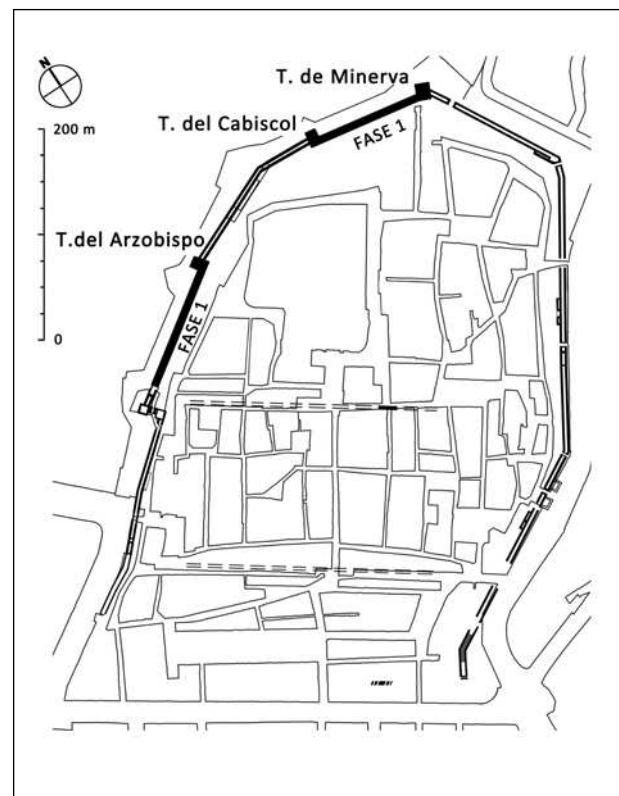 N
T. de Minerva
200 m
T. del Cabiscol
FASE 1
T.del Arzobispo
FASE 1
0